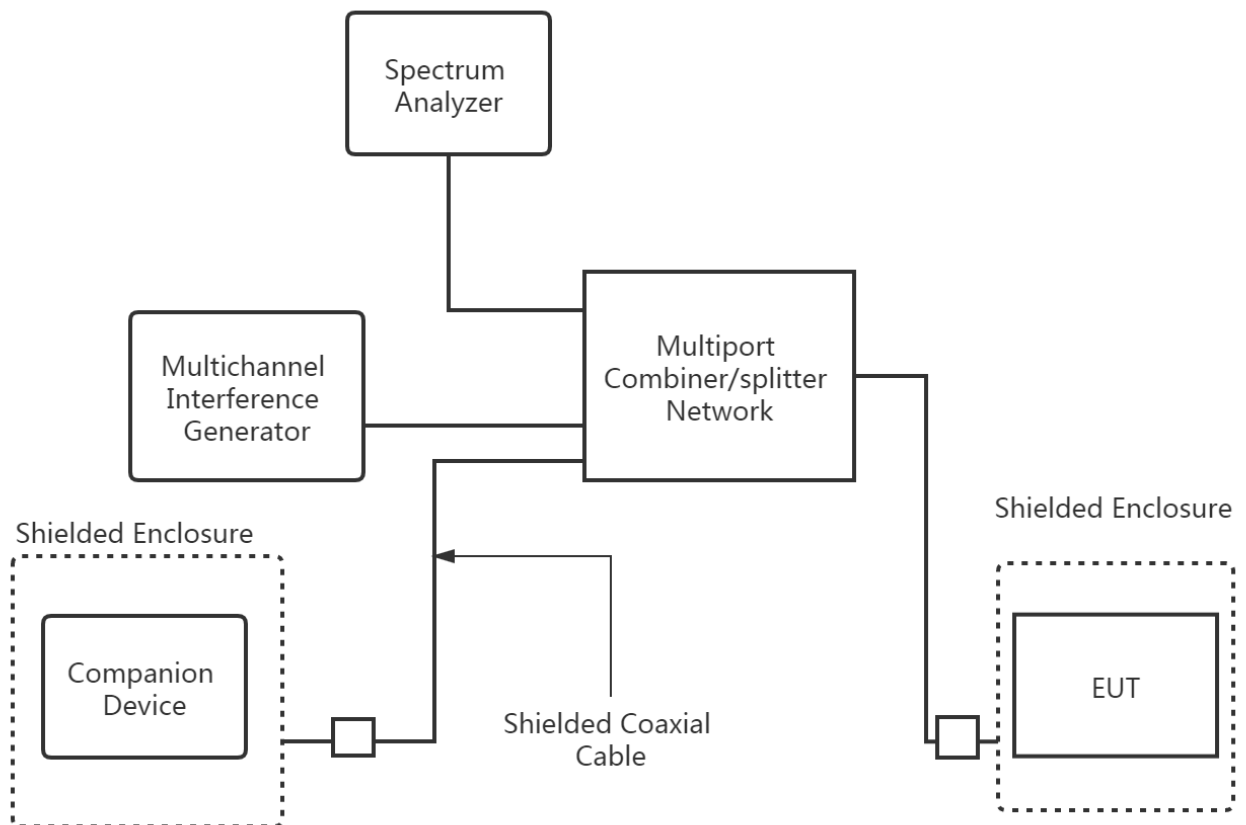 Spectrum
Analyzer
Multiport
Combiner/splitter
Network
Multichannel
Interference
Generator
Shielded Enclosure
Shielded Enclosure
Companion
Device
EUT
Shielded Coaxial
Cable